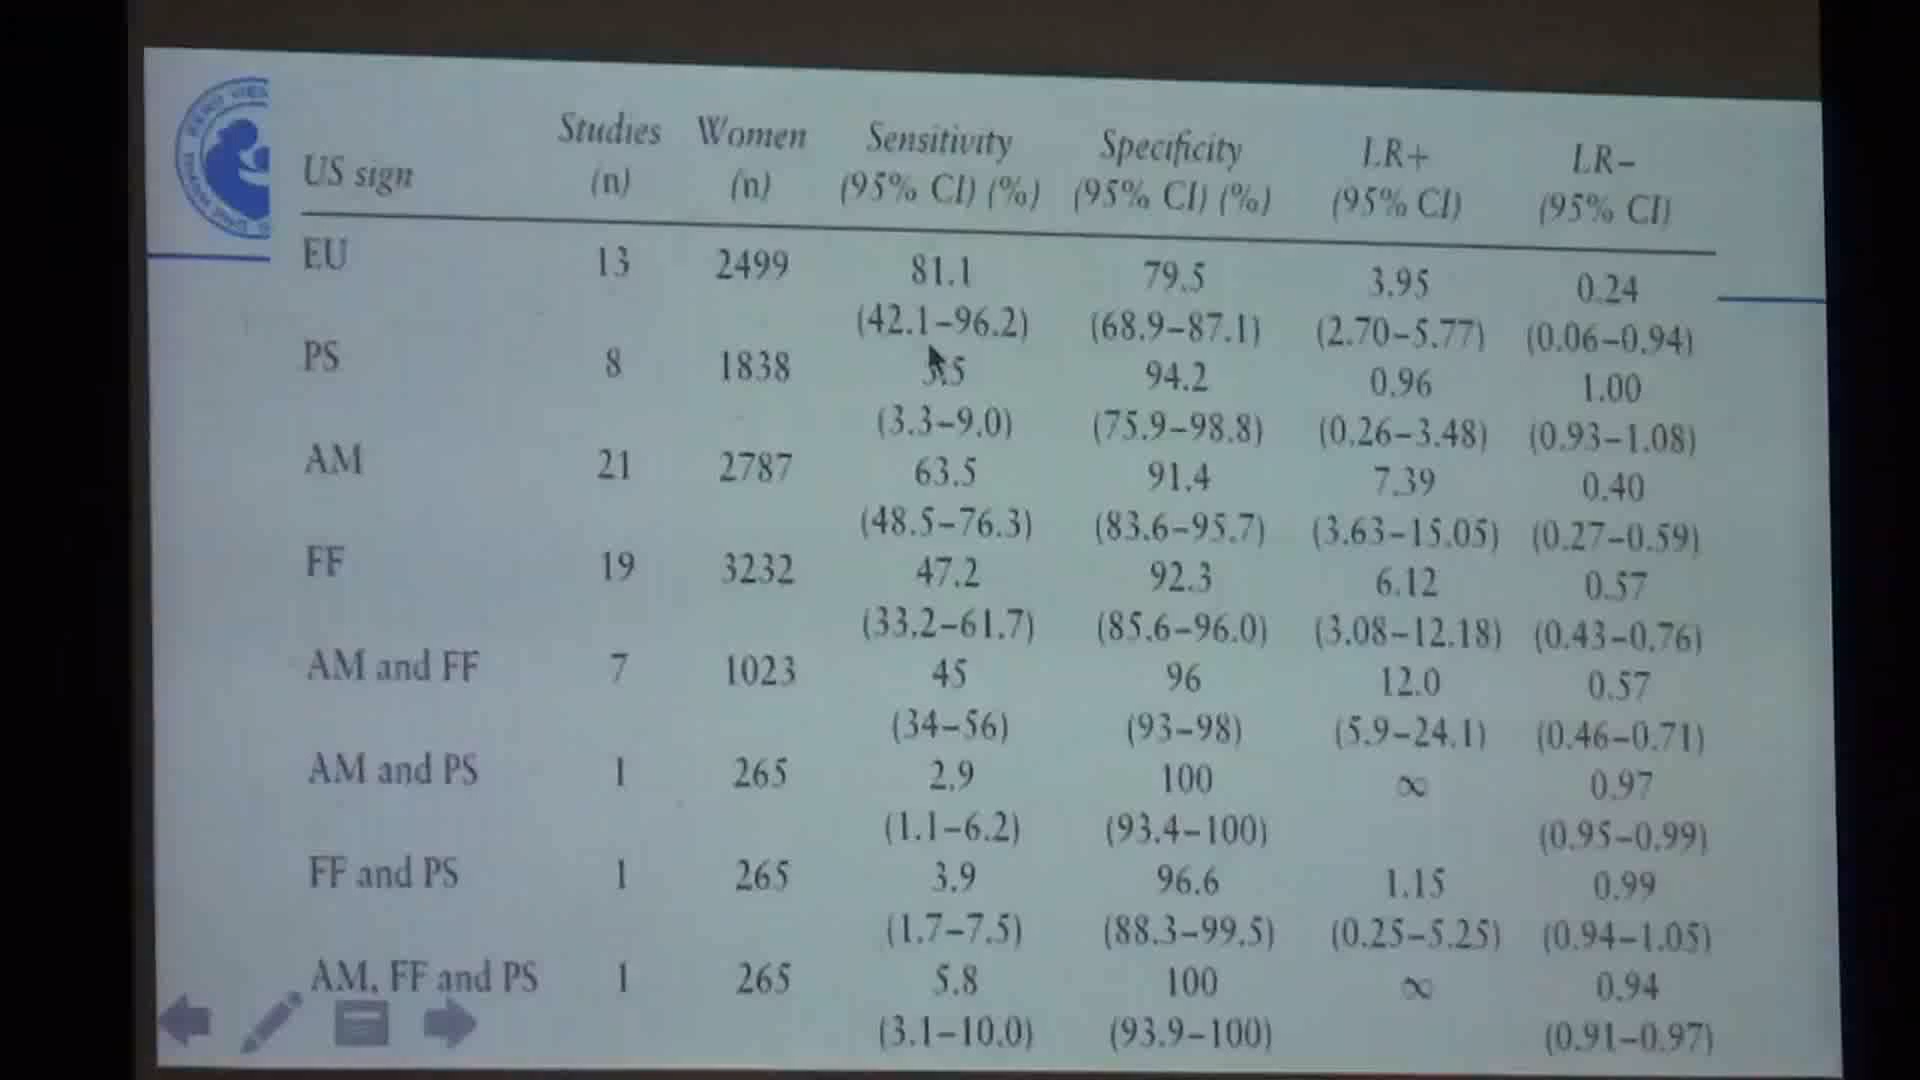 Studies Women Sensitivity Specificity LR+ LR−
US sign (n) (n) (95% CI) (%) (95% CI) (%) (95% CI) (95% CI)
EU 13 2499 81.1 79.5 3.95 0.24
(42.1–96.2) (68.9–87.1) (2.70–5.77) (0.06–0.94)
PS 8 1838 94.2 0.96 1.00
(3.3–9.0) (75.9–98.8) (0.26–3.48) (0.93–1.08)
AM 21 2787 63.5 91.4 7.39 0.40
(48.5–76.3) (83.6–95.7) (3.63–15.05) (0.27–0.59)
FF 19 3232 47.2 92.3 6.12 0.57
(33.2–61.7) (85.6–96.0) (3.08–12.18) (0.43–0.76)
AM and FF 7 1023 45 96 12.0 0.57
(34–56) (93–98) (5.9–24.1) (0.46–0.71)
AM and PS 1 265 2.9 100 ∞ 0.97
(1.1–6.2) (93.4–100) (0.95–0.99)
FF and PS 1 265 3.9 96.6 1.15 0.99
(1.7–7.5) (88.3–99.5) (0.25–5.25) (0.94–1.05)
AM, FF and PS 1 265 5.8 100 ∞ 0.94
(3.1–10.0) (93.9–100) (0.91–0.97)